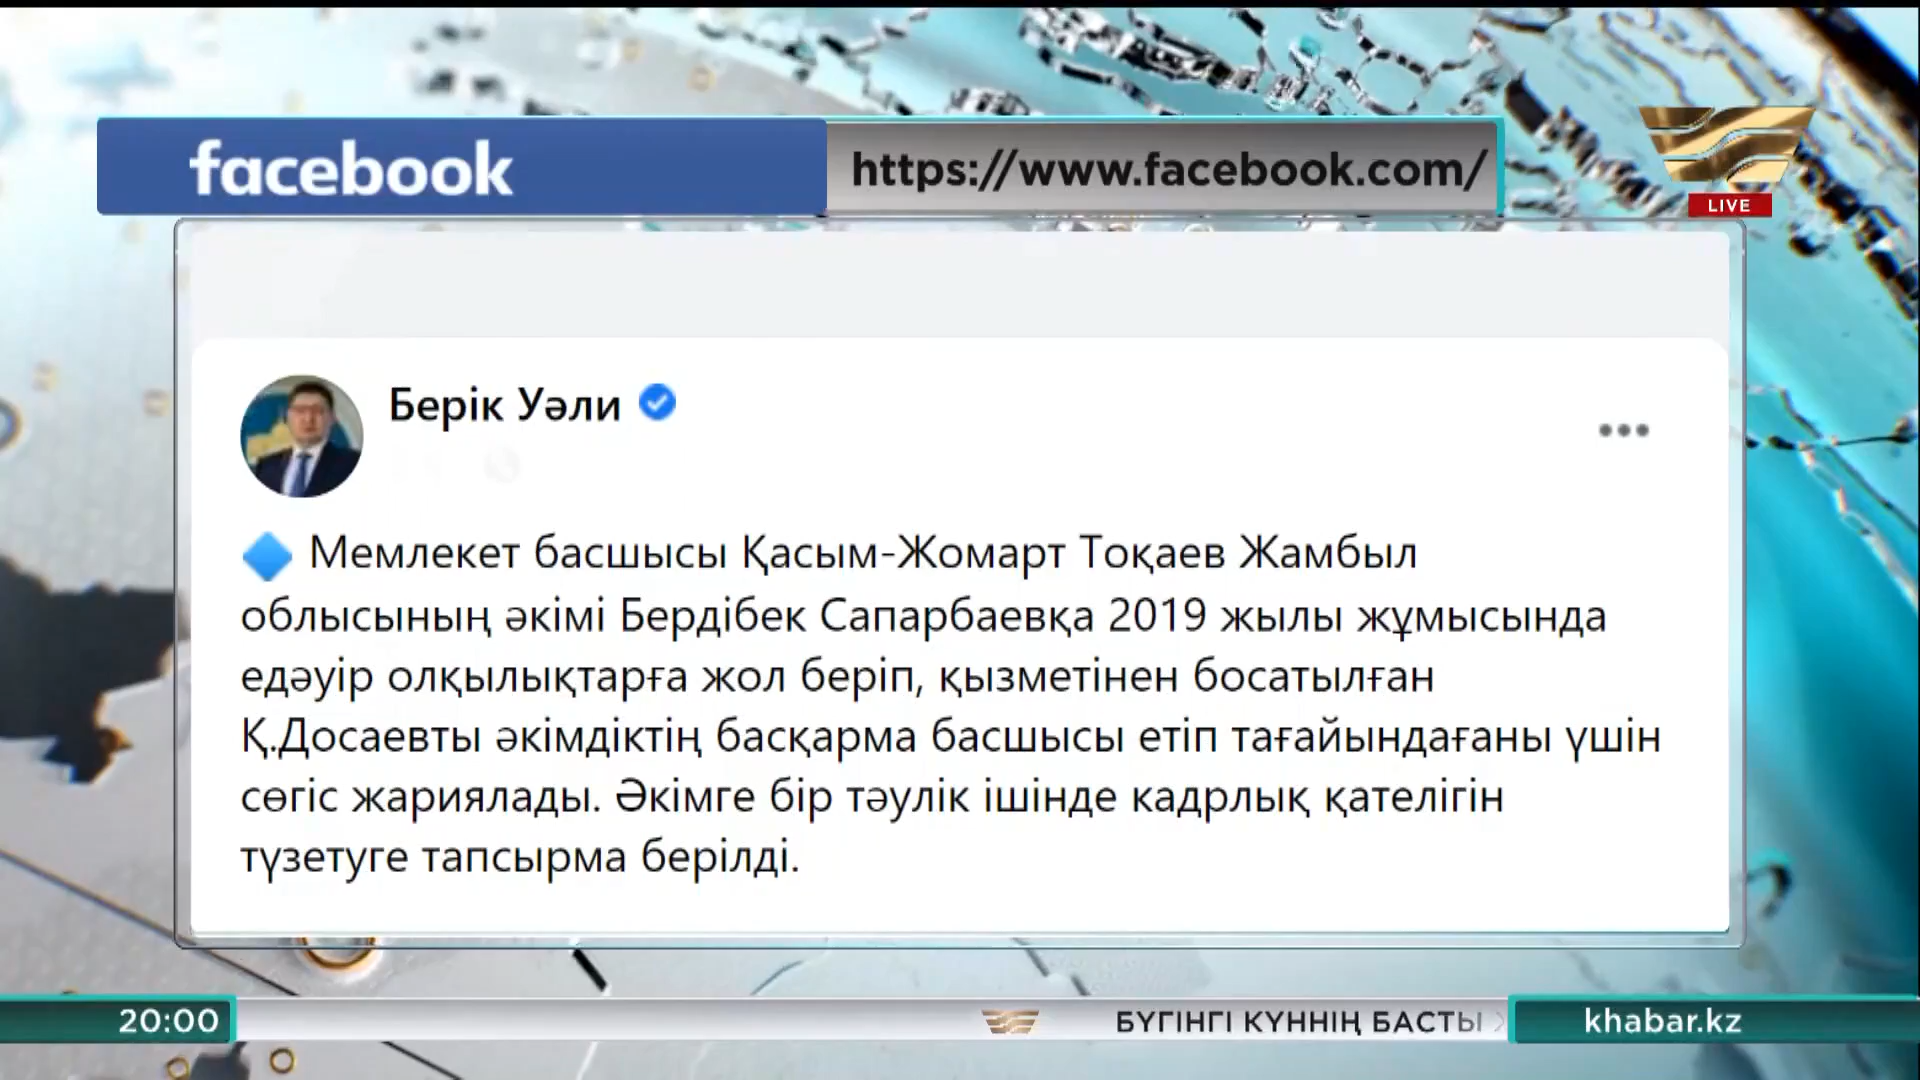 facebook
https://www.facebook.com/
LIVE
Берік Уәли
Мемлекет басшысы Қасым-Жомарт Тоқаев Жамбыл
облысының әкімі Бердібек Сапарбаевқа 2019 жылы жұмысында
едәуір олқылықтарға жол беріп, қызметінен босатылған
Қ.Досаевты әкімдіктің басқарма басшысы етіп тағайындағаны үшін
сөгіс жариялады. Әкімге бір тәулік ішінде кадрлық қателігін
түзетуге тапсырма берілді.
20:00
БҮГІНГІ КҮННІҢ БАСТЫ
khabar.kz